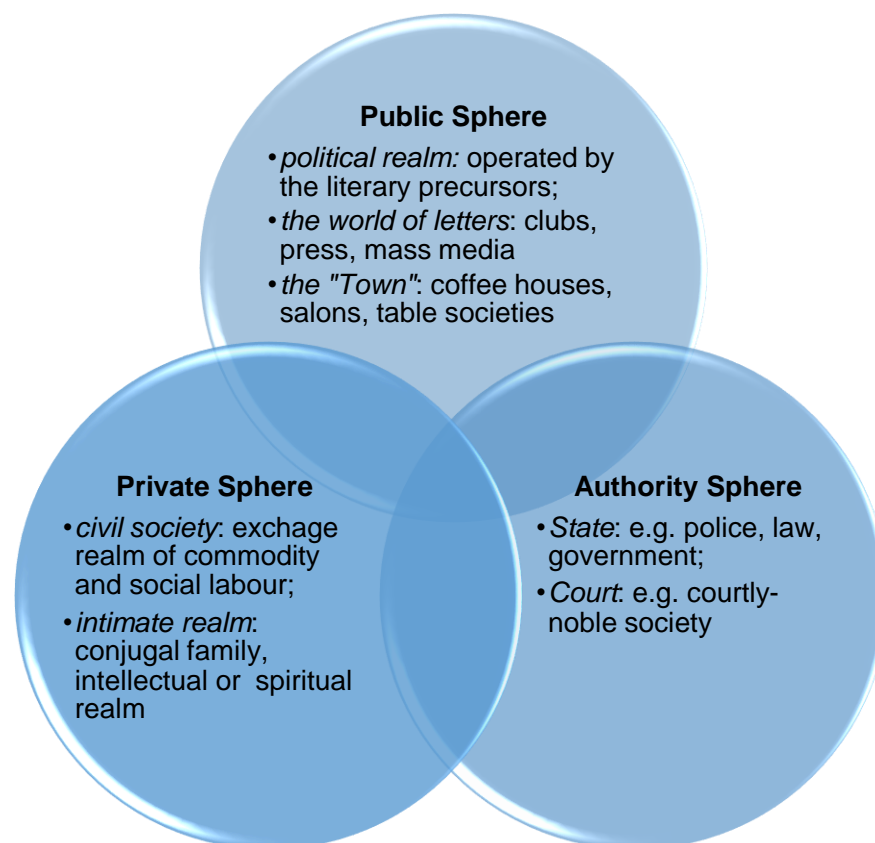 Public Sphere
•political realm: operated by
the literary precursors;
•the world of letters: clubs,
press, mass media
•the "Town": coffee houses,
salons, table societies
Private Sphere
•civil society: exchage
realm of commodity
and social labour;
•intimate realm:
conjugal family,
intellectual or spiritual
realm
Authority Sphere
•State: e.g. police, law,
government;
•Court: e.g. courtly-
noble society